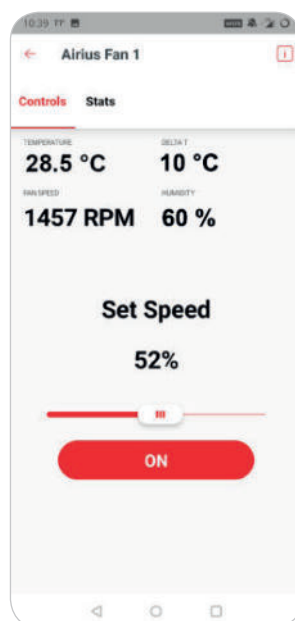 10:39
Airius Fan 1
Controls Stats
TEMPERATURE DELTA T
28.5 °C 10 °C
FAN SPEED HUMIDITY
1457 RPM 60 %
Set Speed
52%
ON